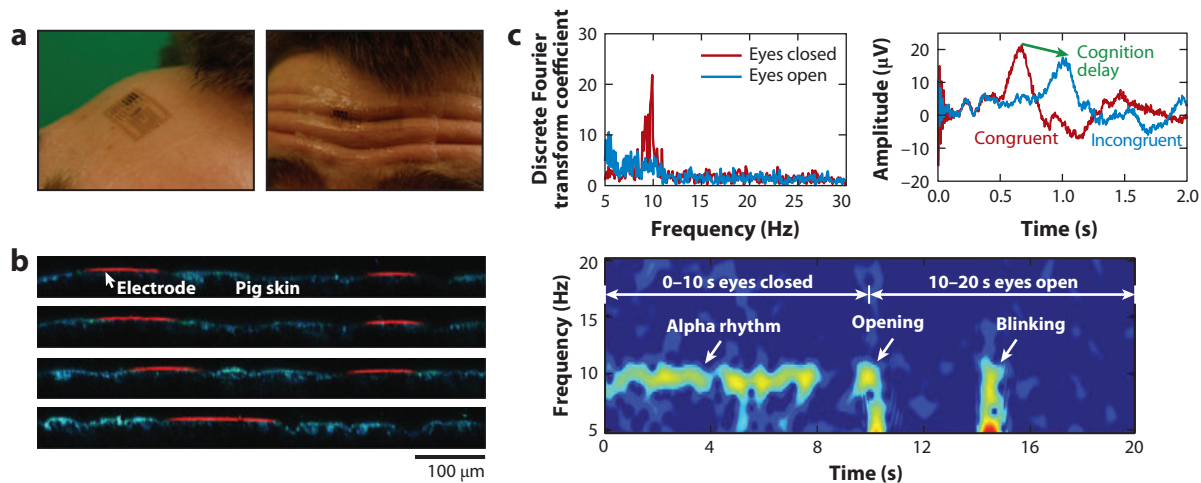 a
b
Electrode
Pig skin
100 μm
c
Discrete Fourier
transform coefficient
30
20
10
0
5
10
15
20
25
30
Frequency (Hz)
Eyes closed
Eyes open
Amplitude (μV)
20
10
0
−10
−20
0
0.5
1.0
1.5
2.0
Time (s)
Cognition
delay
Congruent
Incongruent
Frequency (Hz)
20
15
10
5
0
4
8
12
16
20
Time (s)
0–10 s eyes closed
10–20 s eyes open
Alpha rhythm
Opening
Blinking